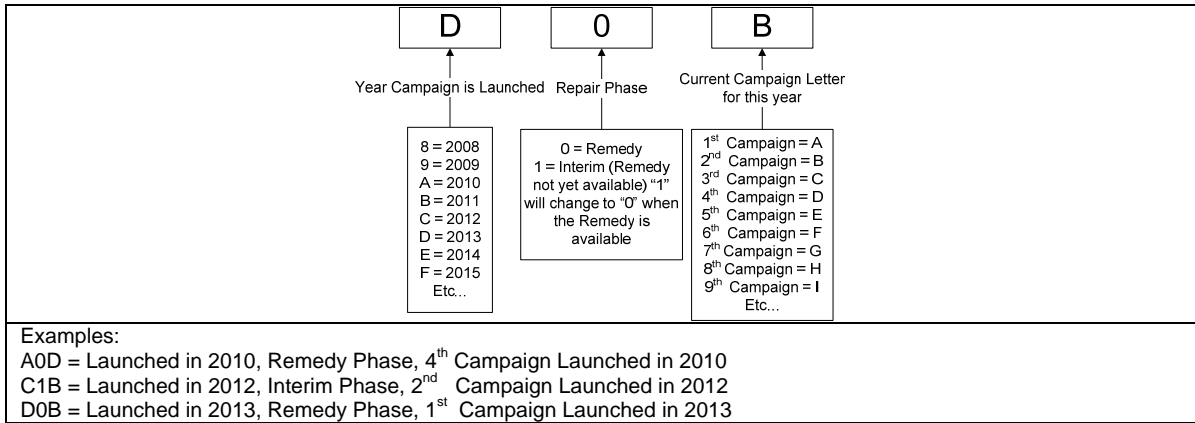 D
0
B
Year Campaign is Launched
Repair Phase
Current Campaign Letter
for this year
8 = 2008
9 = 2009
A = 2010
B = 2011
C = 2012
D = 2013
E = 2014
F = 2015
Etc...
0 = Remedy
1 = Interim (Remedy
not yet available) “1”
will change to “0” when
the Remedy is
available
1st Campaign = A
2nd Campaign = B
3rd Campaign = C
4th Campaign = D
5th Campaign = E
6th Campaign = F
7th Campaign = G
8th Campaign = H
9th Campaign = I
Etc...
Examples:
A0D = Launched in 2010, Remedy Phase, 4th Campaign Launched in 2010
C1B = Launched in 2012, Interim Phase, 2nd Campaign Launched in 2012
D0B = Launched in 2013, Remedy Phase, 1st Campaign Launched in 2013